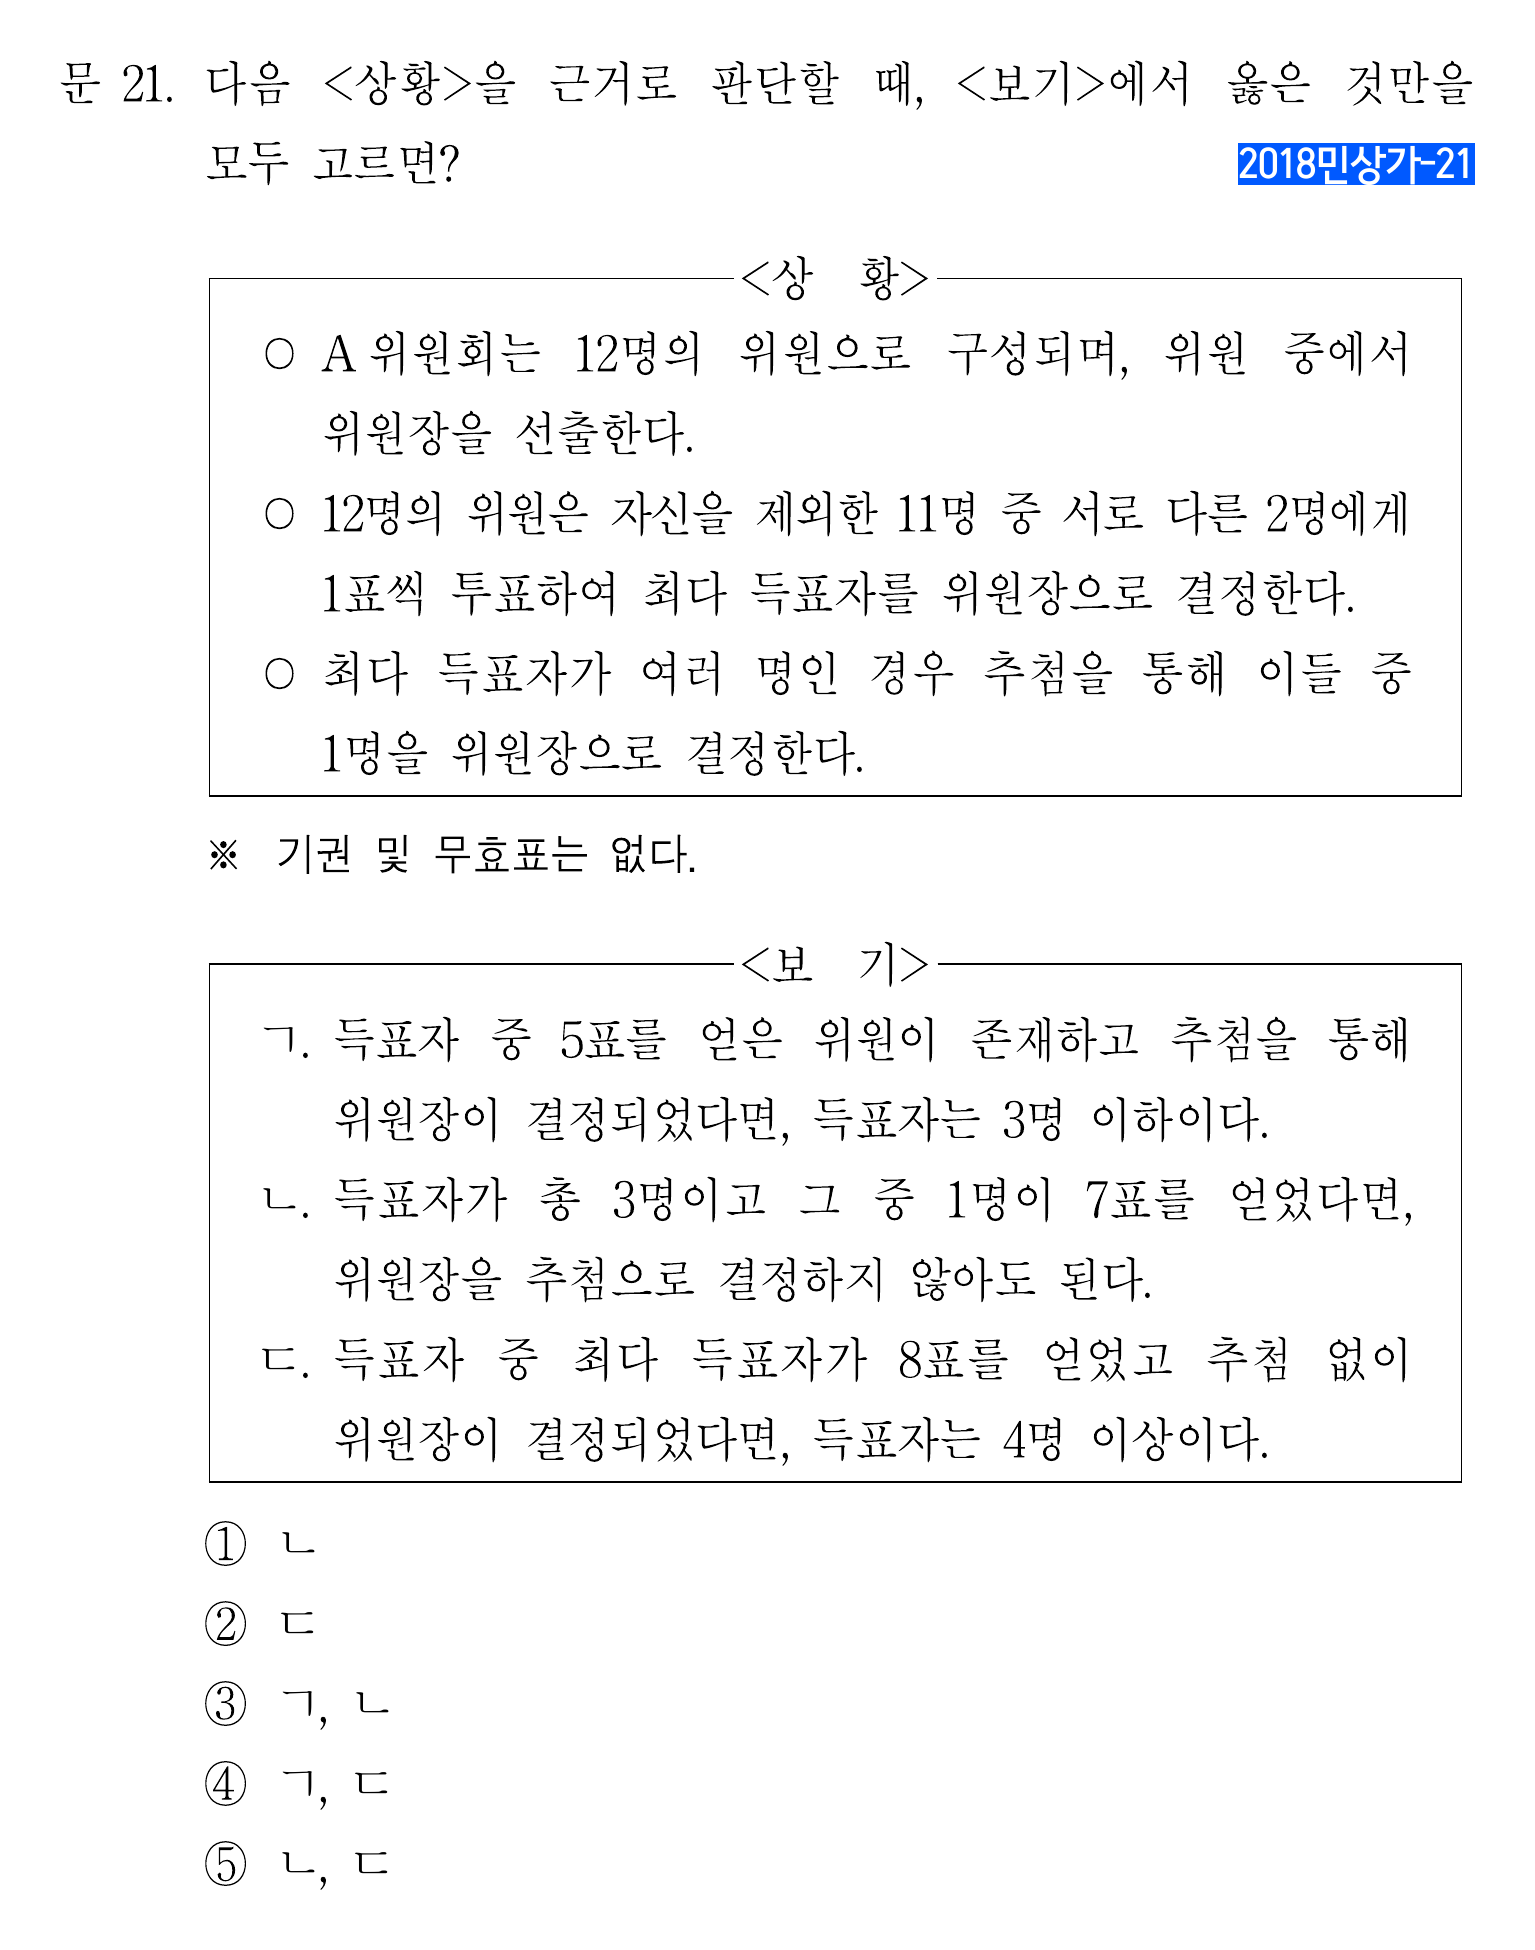 문 21. 다음 <상황>을 근거로 판단할 때, <보기>에서 옳은 것만을
모두 고르면?
2018민상가-21
<상 황>
○ A 위원회는 12명의 위원으로 구성되며, 위원 중에서
위원장을 선출한다.
○ 12명의 위원은 자신을 제외한 11명 중 서로 다른 2명에게
1표씩 투표하여 최다 득표자를 위원장으로 결정한다.
○ 최다 득표자가 여러 명인 경우 추첨을 통해 이들 중
1명을 위원장으로 결정한다.
※ 기권 및 무효표는 없다.
<보 기>
ㄱ. 득표자 중 5표를 얻은 위원이 존재하고 추첨을 통해
위원장이 결정되었다면, 득표자는 3명 이하이다.
ㄴ. 득표자가 총 3명이고 그 중 1명이 7표를 얻었다면,
위원장을 추첨으로 결정하지 않아도 된다.
ㄷ. 득표자 중 최다 득표자가 8표를 얻었고 추첨 없이
위원장이 결정되었다면, 득표자는 4명 이상이다.
① ㄴ
② ㄷ
③ ㄱ, ㄴ
④ ㄱ, ㄷ
⑤ ㄴ, ㄷ